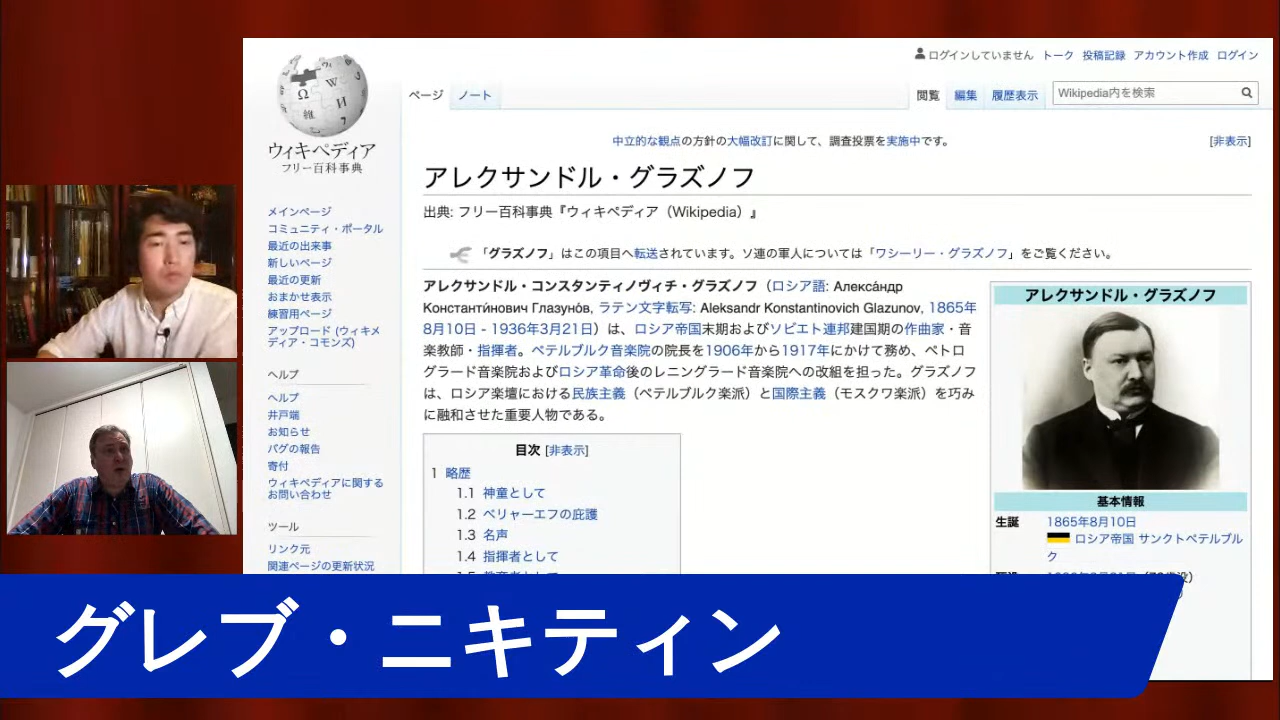 ログインしていません トーク 投稿記録 アカウント作成 ログイン
ページ ノート 閲覧 編集 履歴表示 Wikipedia内を検索
ウィキペディア
フリー百科事典
中立的な観点の方針の大幅改訂に関して、調査投票を実施中です。 [非表示]
アレクサンドル・グラズノフ
出典: フリー百科事典『ウィキペディア（Wikipedia）』
「グラズノフ」はこの項目へ転送されています。ソ連の軍人については「ワシーリー・グラズノフ」をご覧ください。
メインページ
コミュニティ・ポータル
最近の出来事
新しいページ
最近の更新
おまかせ表示
練習用ページ
アップロード (ウィキメ
ディア・コモンズ)
ヘルプ
ヘルプ
井戸端
お知らせ
バグの報告
寄付
ウィキペディアに関する
お問い合わせ
ツール
リンク元
関連ページの更新状況
アレクサンドル・コンスタンティノヴィチ・グラズノフ（ロシア語: Алекса́ндр
Константи́нович Глазуно́в, ラテン文字転写: Aleksandr Konstantinovich Glazunov, 1865年
8月10日 - 1936年3月21日）は、ロシア帝国末期およびソビエト連邦建国期の作曲家・音
楽教師・指揮者。ペテルブルク音楽院の院長を1906年から1917年にかけて務め、ペトロ
グラード音楽院およびロシア革命後のレニングラード音楽院への改組を担った。グラズノフ
は、ロシア楽壇における民族主義（ペテルブルク楽派）と国際主義（モスクワ楽派）を巧み
に融和させた重要人物である。
目次 [非表示]
1 略歴
1.1 神童として
1.2 ベリャーエフの庇護
1.3 名声
1.4 指揮者として
アレクサンドル・グラズノフ
基本情報
生誕 1865年8月10日
ロシア帝国 サンクトペテルブル
ク
グレブ・ニキティン